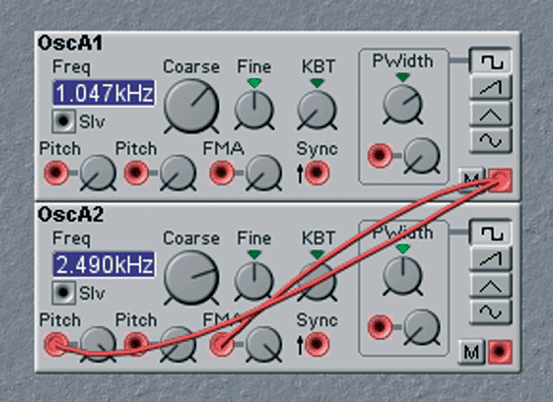 OscA1
Freq Coarse Fine KBT PWidth
1.047kHz
Slv
Pitch Pitch FMA Sync
M
OscA2
Freq Coarse Fine KBT PWidth
2.490kHz
Slv
Pitch Pitch FMA Sync
M